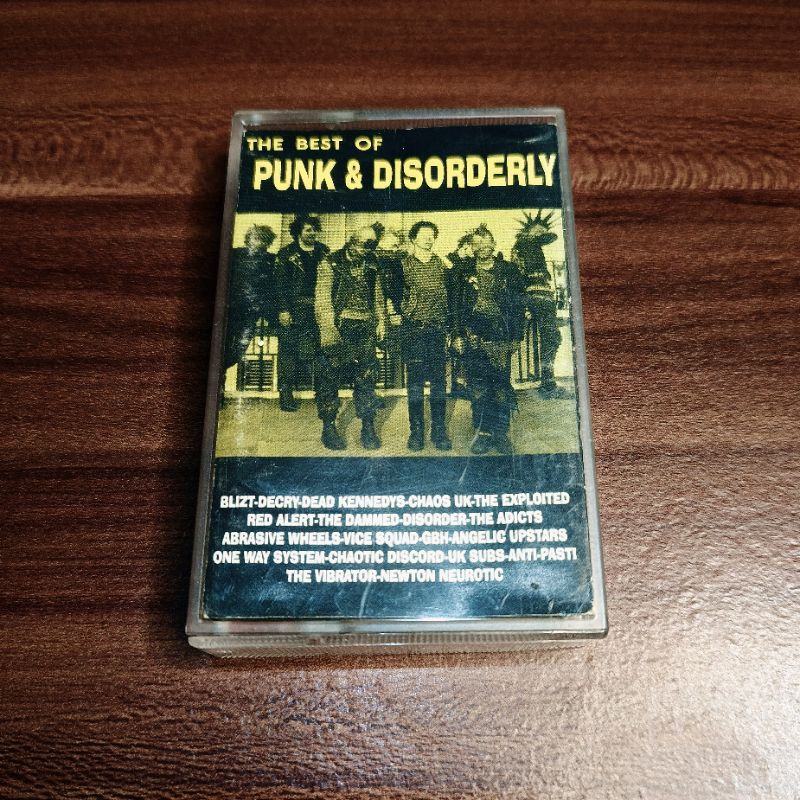 THE BEST OF
PUNK & DISORDERLY
BLIZT-DECRY-DEAD KENNEDYS-CHAOS UK-THE EXPLOITED
RED ALERT-THE DAMMED-DISORDER-THE ADICTS
ABRASIVE WHEELS-VICE SQUAD-GBH-ANGELIC UPSTARS
ONE WAY SYSTEM-CHAOTIC DISCORD-UK SUBS-ANTI-PASTI
THE VIBRATOR-NEWTON NEUROTIC